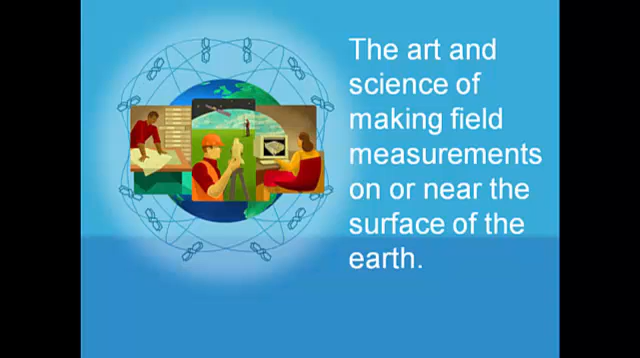 The art and
science of
making field
measurements
on or near the
surface of the
earth.